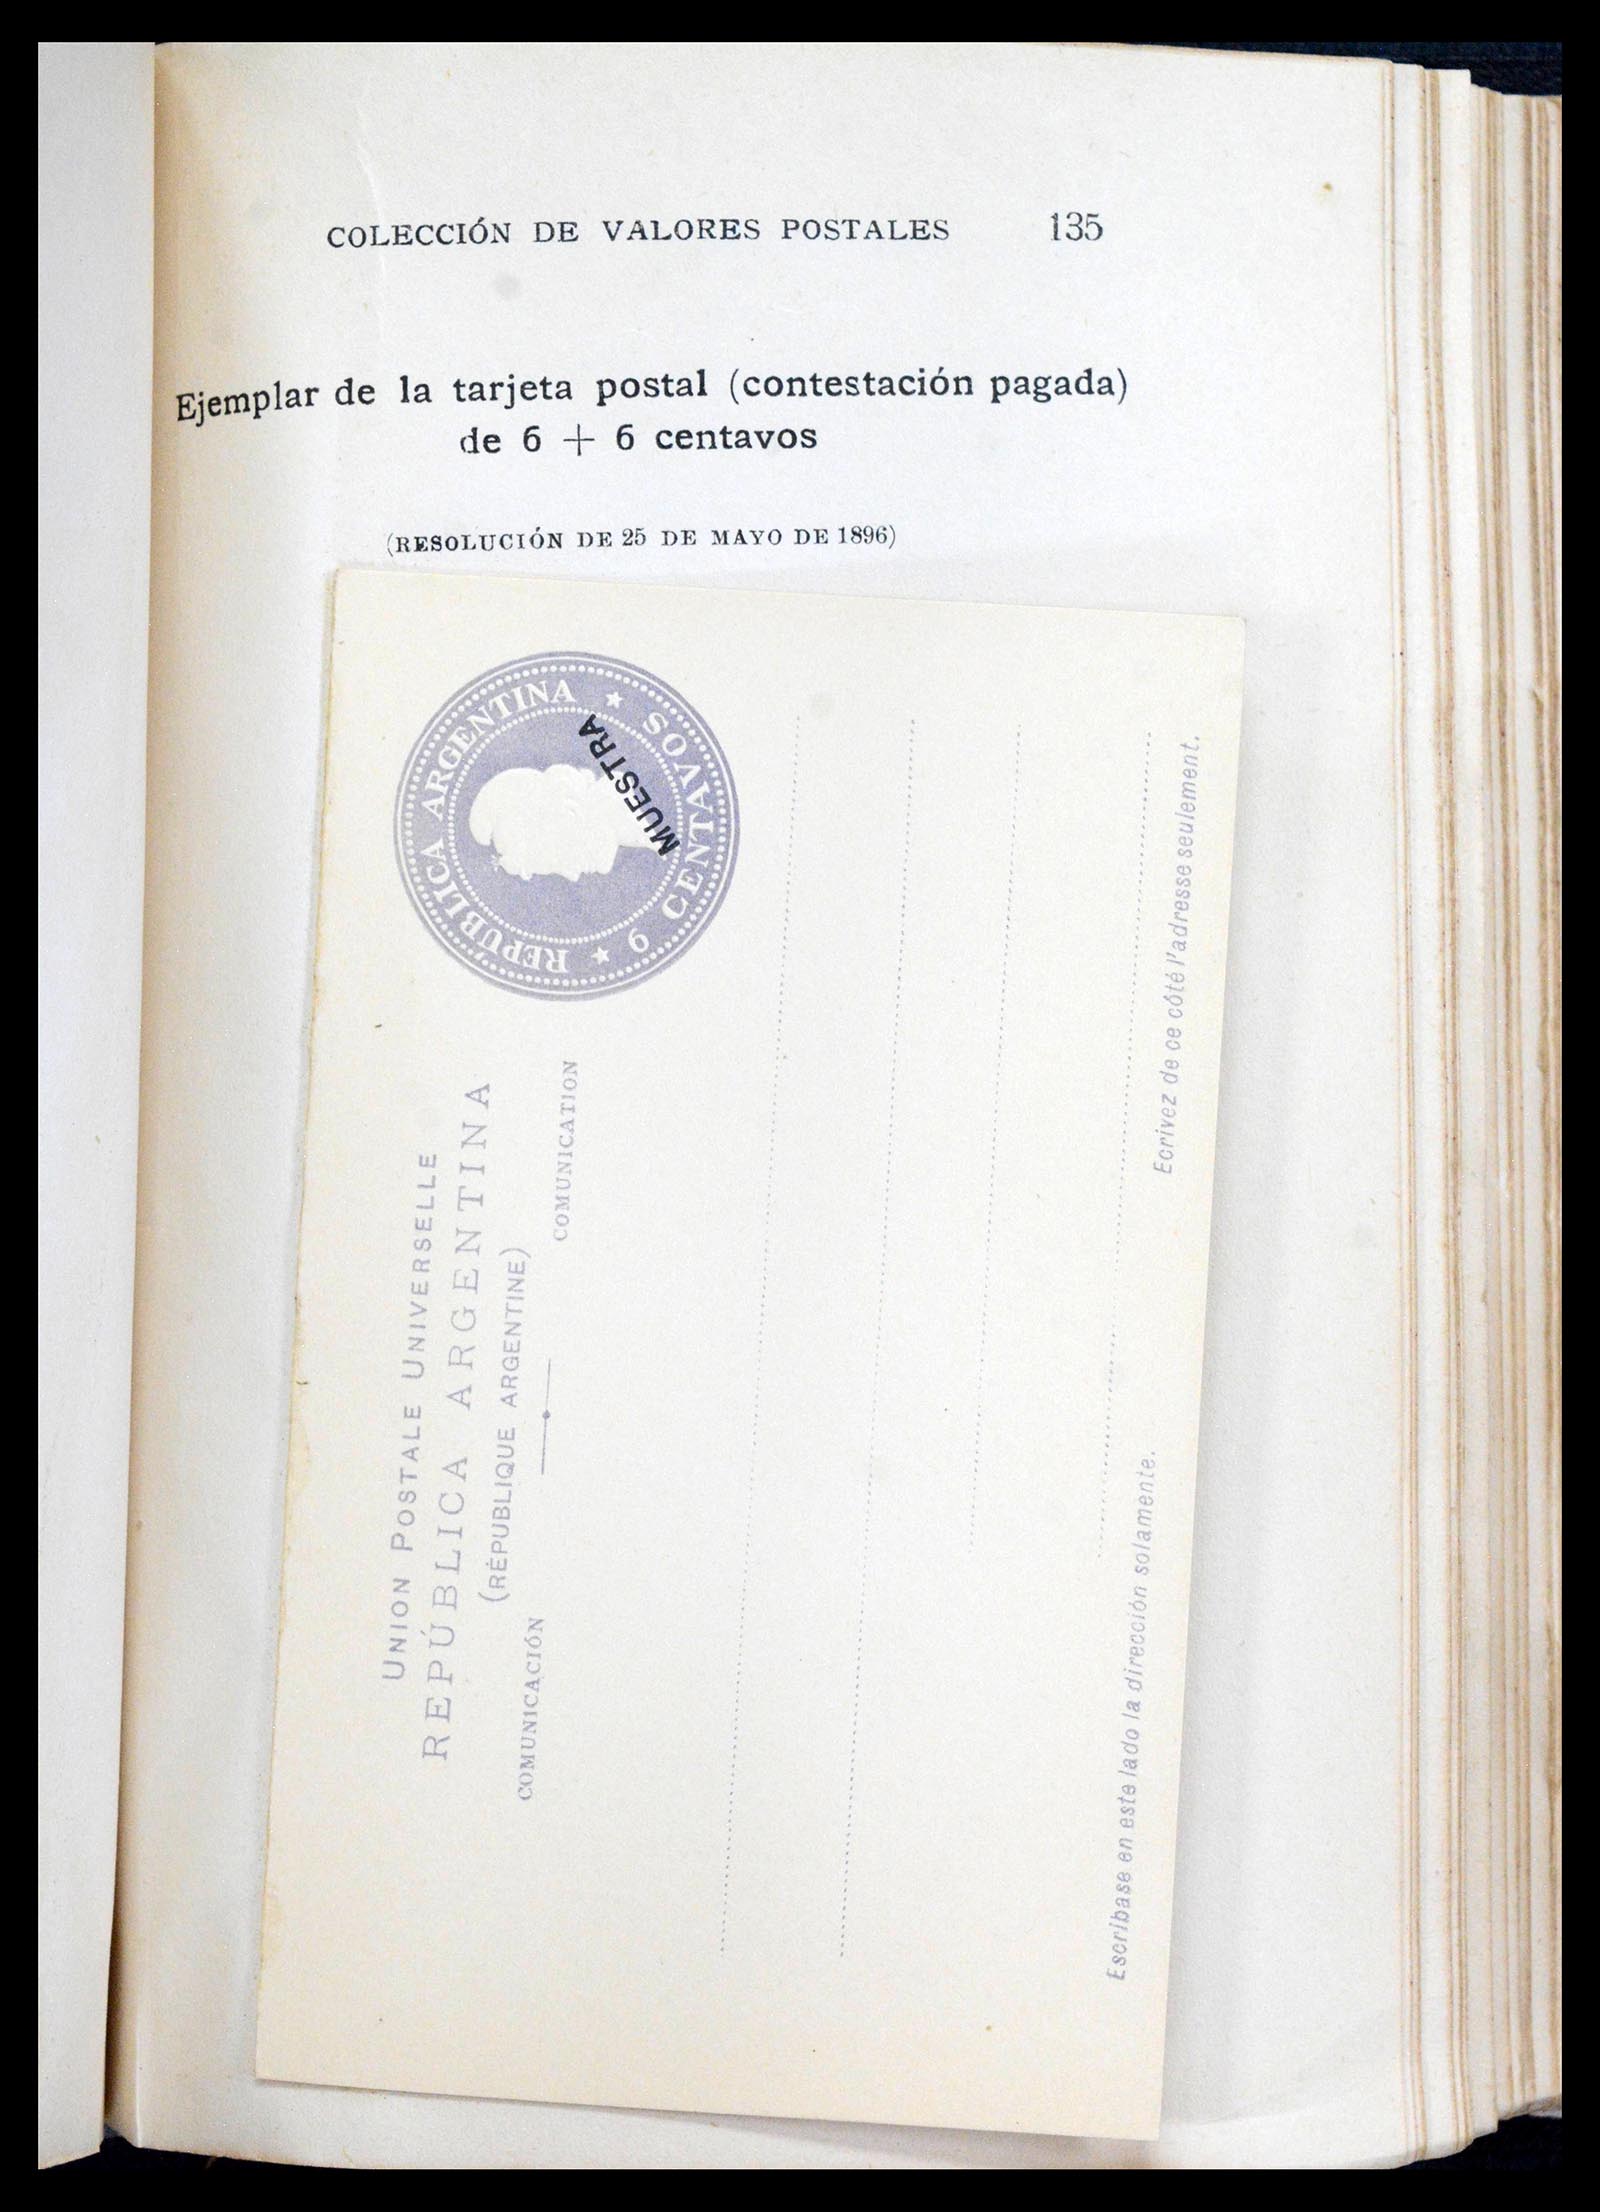 COLECCIÓN DE VALORES POSTALES 135
Ejemplar de la tarjeta postal (contestación pagada)
de 6 + 6 centavos
(RESOLUCIÓN DE 25 DE MAYO DE 1896)
UNION POSTALE UNIVERSELLE
REPÚBLICA ARGENTINA
(RÉPUBLIQUE ARGENTINE)
COMUNICACIÓN COMUNICATION
REPUBLICA ARGENTINA
6 CENTAVOS
MUESTRA
Escríbase en este lado la dirección solamente. Ecrivez de ce côté l'adresse seulement.